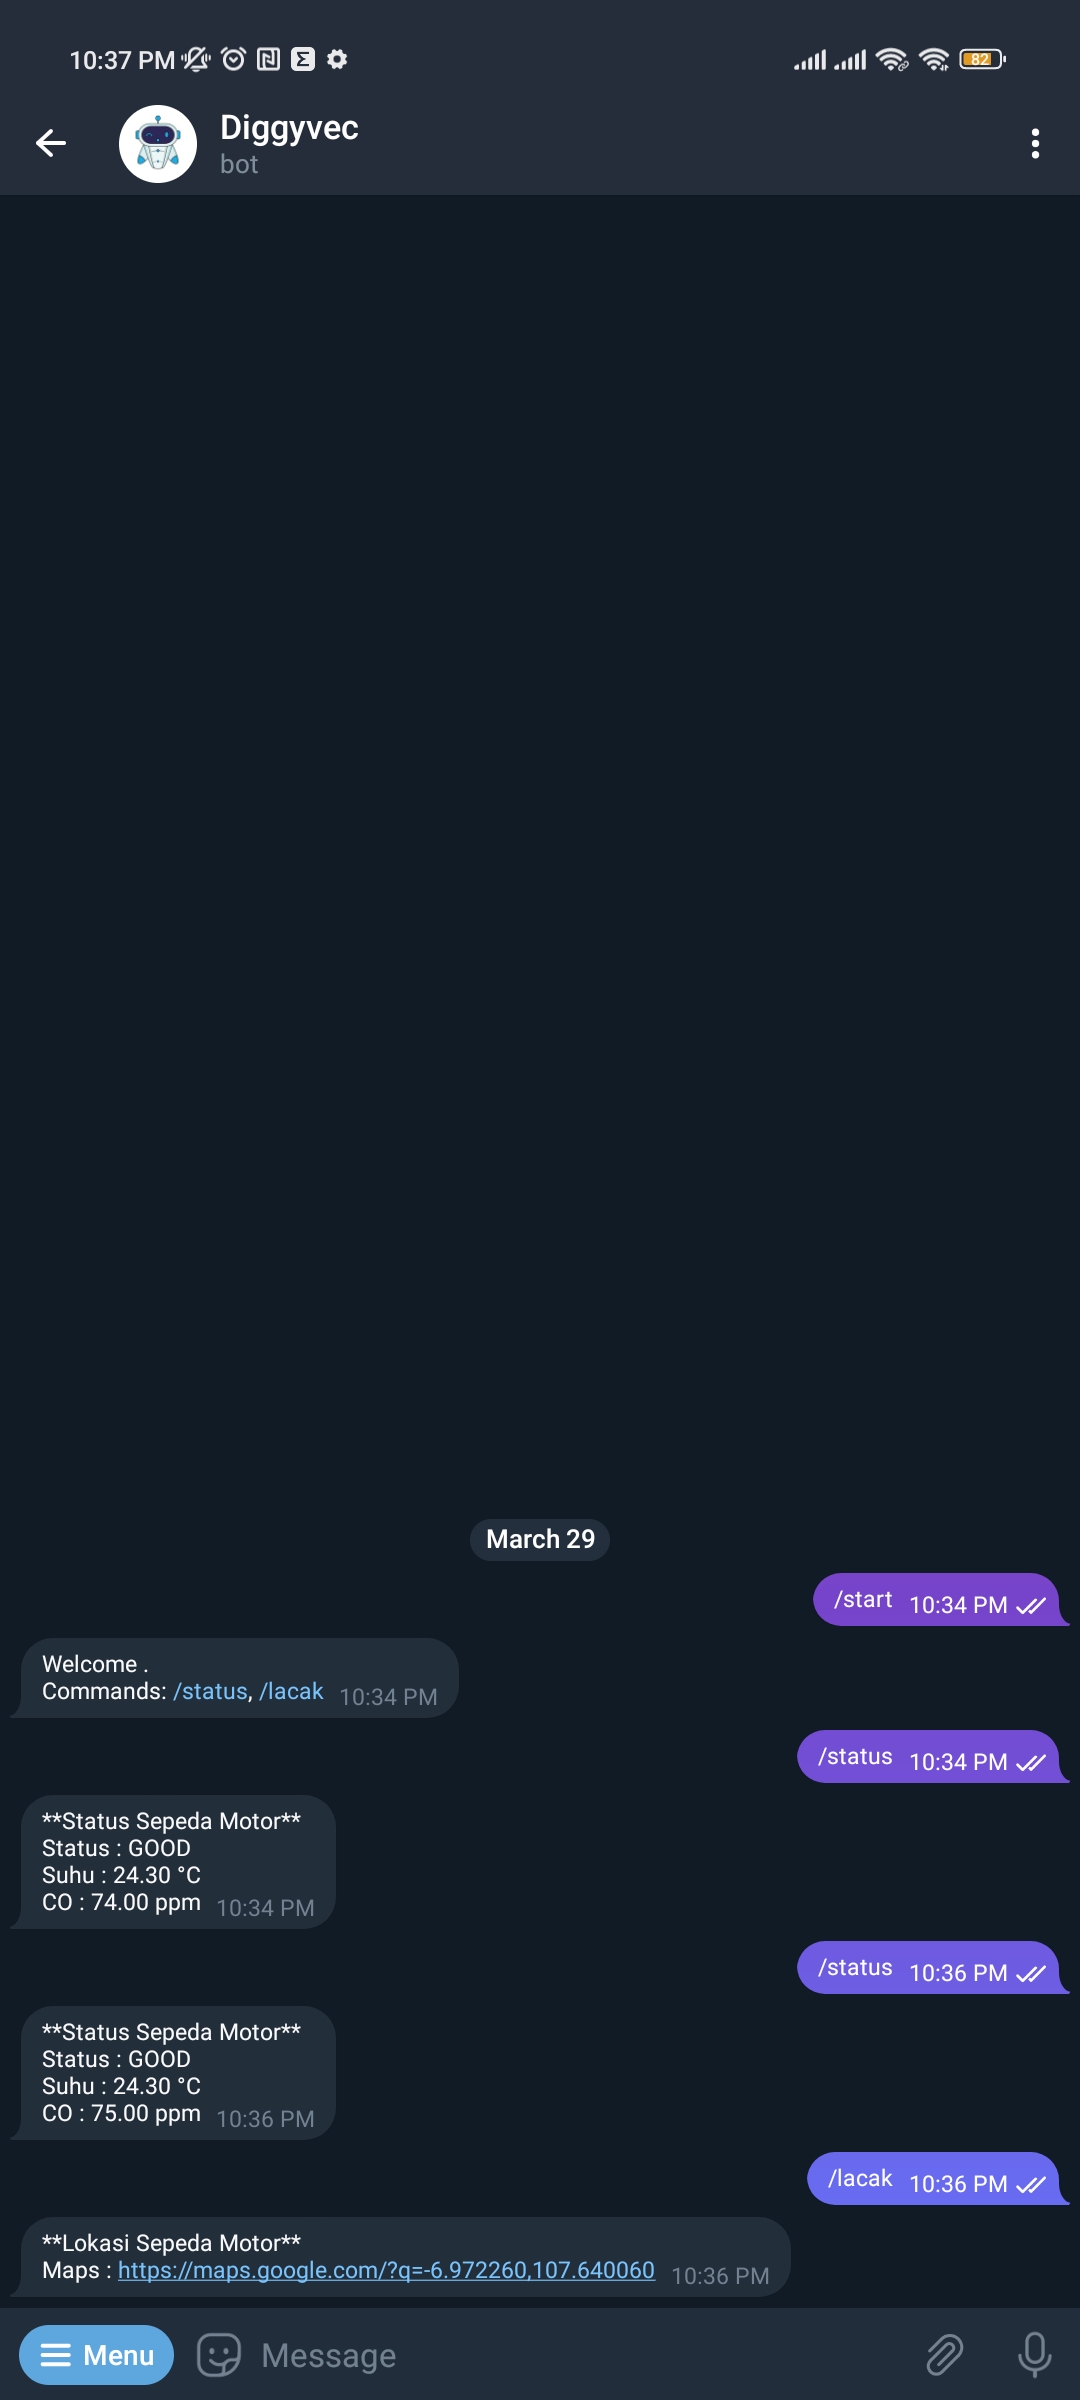 10:37 PM
82
Diggyvec
bot
March 29
/start 10:34 PM
Welcome .
Commands: /status, /lacak 10:34 PM
/status 10:34 PM
**Status Sepeda Motor**
Status : GOOD
Suhu : 24.30 °C
CO : 74.00 ppm 10:34 PM
/status 10:36 PM
**Status Sepeda Motor**
Status : GOOD
Suhu : 24.30 °C
CO : 75.00 ppm 10:36 PM
/lacak 10:36 PM
**Lokasi Sepeda Motor**
Maps : https://maps.google.com/?q=-6.972260,107.640060 10:36 PM
Menu Message